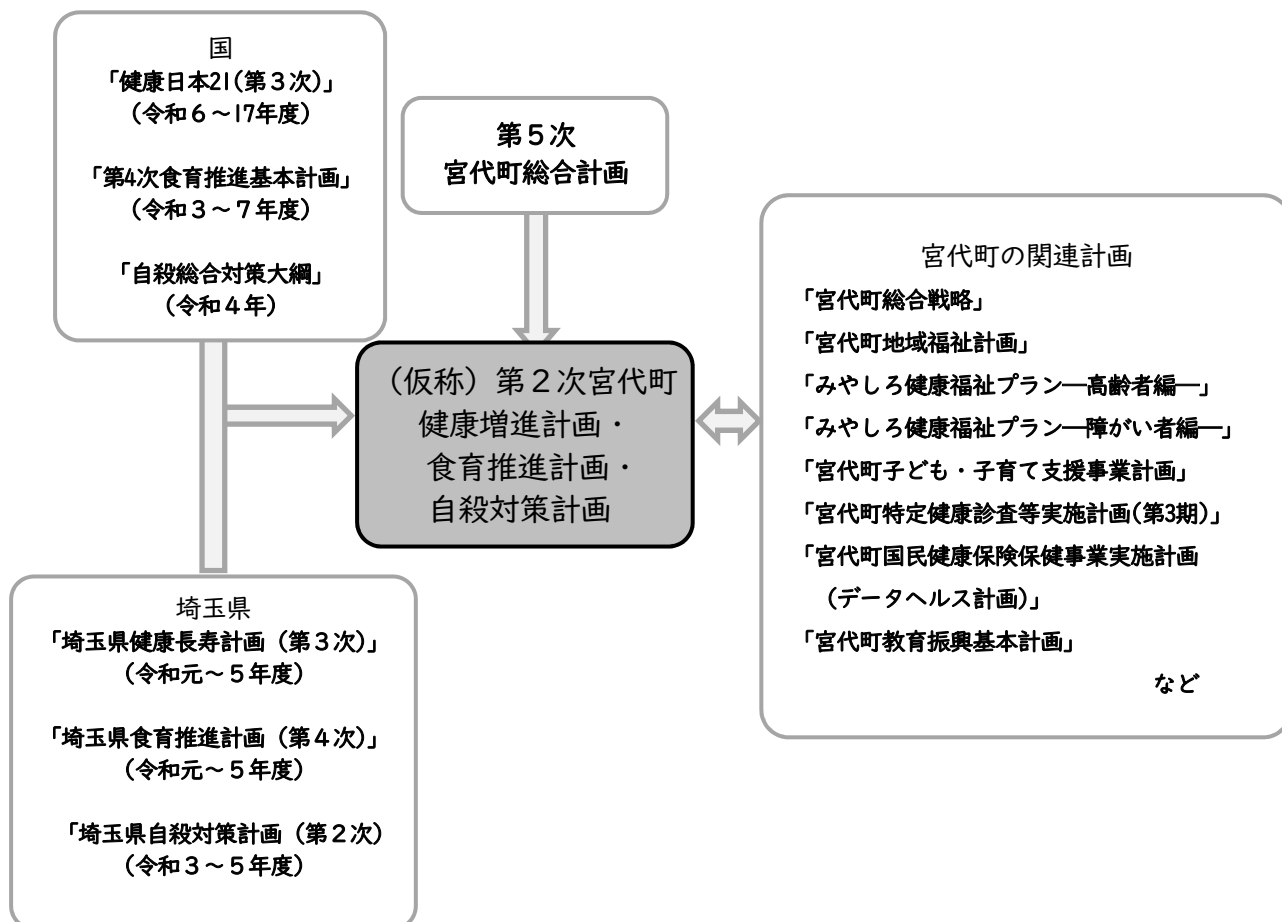 国
「健康日本21(第３次)」
（令和６～17年度）
「第4次食育推進基本計画」
（令和３～７年度）
「自殺総合対策大綱」
（令和４年）
第５次
宮代町総合計画
（仮称）第２次宮代町
健康増進計画・
食育推進計画・
自殺対策計画
宮代町の関連計画
「宮代町総合戦略」
「宮代町地域福祉計画」
「みやしろ健康福祉プラン―高齢者編―」
「みやしろ健康福祉プラン―障がい者編―」
「宮代町子ども・子育て支援事業計画」
「宮代町特定健康診査等実施計画(第3期)」
「宮代町国民健康保険保健事業実施計画
（データヘルス計画)」
「宮代町教育振興基本計画」
など
埼玉県
「埼玉県健康長寿計画（第３次）」
（令和元～５年度）
「埼玉県食育推進計画（第４次）」
（令和元～５年度）
「埼玉県自殺対策計画（第２次）
（令和３～５年度）